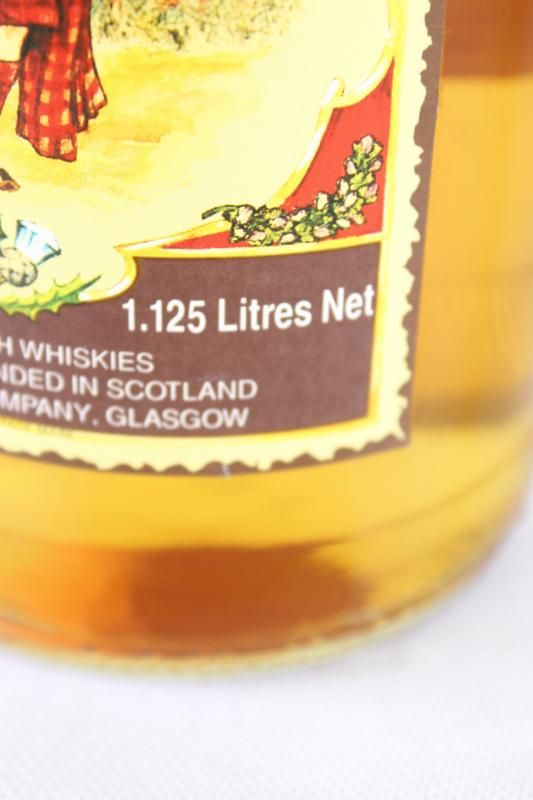 1.125 Litres Net
H WHISKIES
NDED IN SCOTLAND
MPANY. GLASGOW